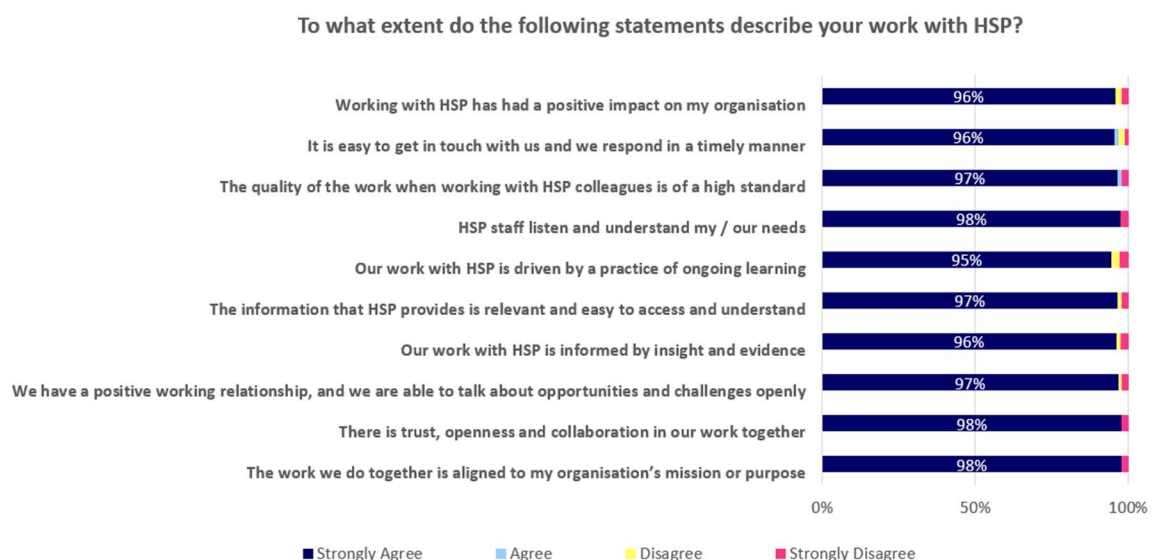 To what extent do the following statements describe your work with HSP?
Working with HSP has had a positive impact on my organisation
96%
It is easy to get in touch with us and we respond in a timely manner
96%
The quality of the work when working with HSP colleagues is of a high standard
97%
HSP staff listen and understand my / our needs
98%
Our work with HSP is driven by a practice of ongoing learning
95%
The information that HSP provides is relevant and easy to access and understand
97%
Our work with HSP is informed by insight and evidence
96%
We have a positive working relationship, and we are able to talk about opportunities and challenges openly
97%
There is trust, openness and collaboration in our work together
98%
The work we do together is aligned to my organisation’s mission or purpose
98%
0% 50% 100%
Strongly Agree Agree Disagree Strongly Disagree